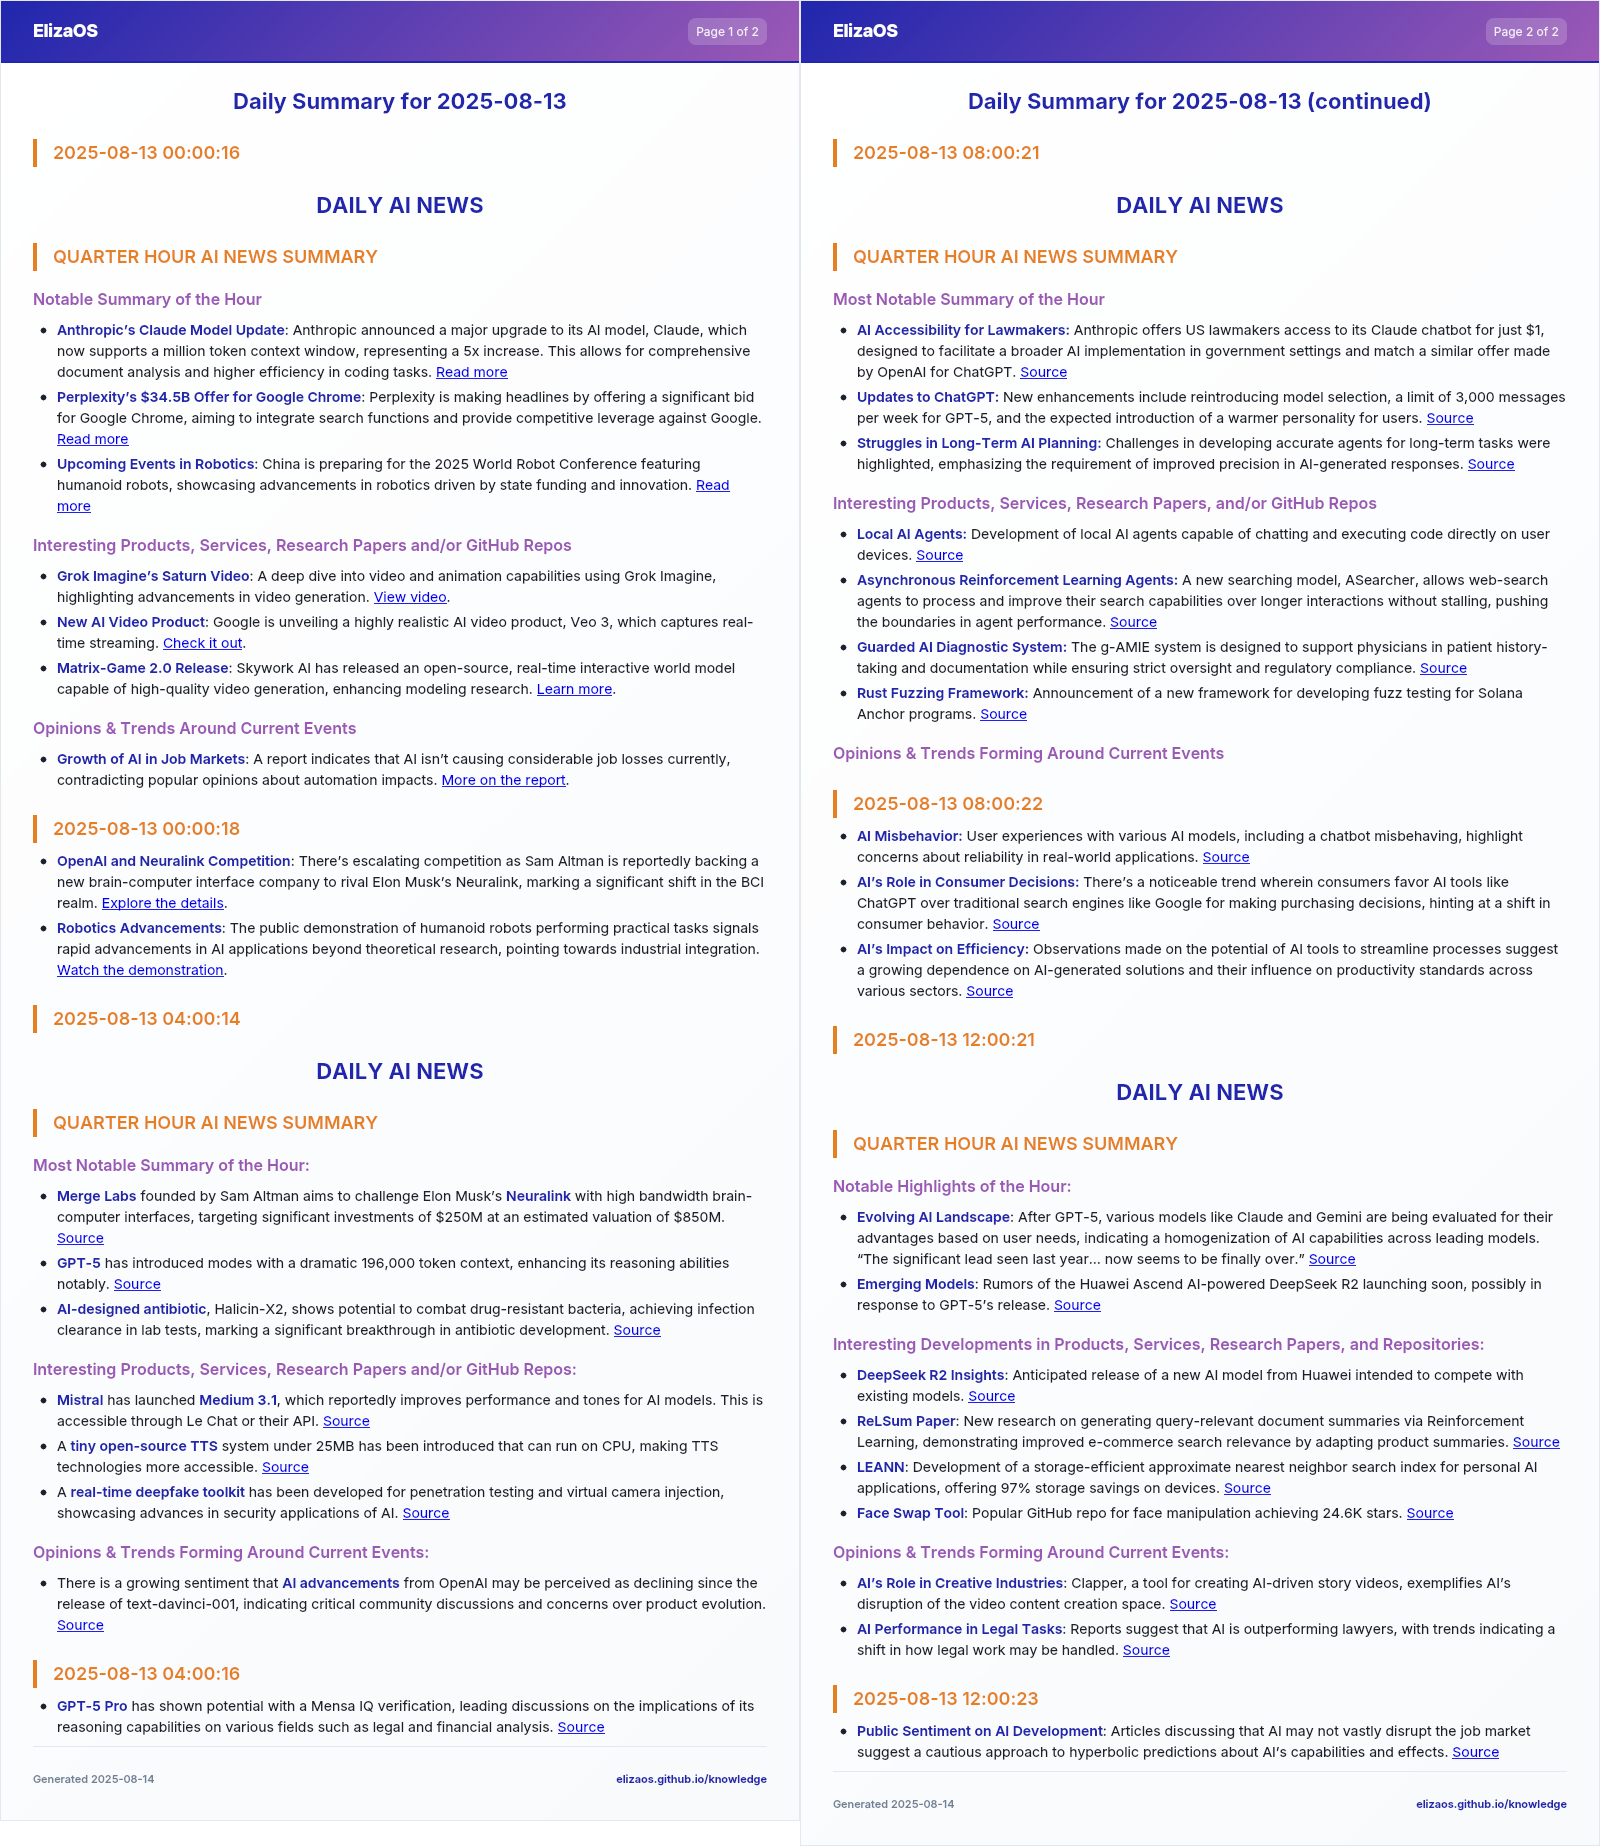 ElizaOS
Page 1 of 2
Daily Summary for 2025-08-13
2025-08-13 00:00:16
DAILY AI NEWS
QUARTER HOUR AI NEWS SUMMARY
Notable Summary of the Hour
• Anthropic's Claude Model Update: Anthropic announced a major upgrade to its AI model, Claude, which
now supports a million token context window, representing a 5x increase. This allows for comprehensive
document analysis and higher efficiency in coding tasks. Read more
• Perplexity's $34.5B Offer for Google Chrome: Perplexity is making headlines by offering a significant bid
for Google Chrome, aiming to integrate search functions and provide competitive leverage against Google.
Read more
• Upcoming Events in Robotics: China is preparing for the 2025 World Robot Conference featuring
humanoid robots, showcasing advancements in robotics driven by state funding and innovation. Read
more
Interesting Products, Services, Research Papers and/or GitHub Repos
• Grok Imagine's Saturn Video: A deep dive into video and animation capabilities using Grok Imagine,
highlighting advancements in video generation. View video.
• New AI Video Product: Google is unveiling a highly realistic AI video product, Veo 3, which captures real-
time streaming. Check it out.
• Matrix-Game 2.0 Release: Skywork AI has released an open-source, real-time interactive world model
capable of high-quality video generation, enhancing modeling research. Learn more.
Opinions & Trends Around Current Events
• Growth of AI in Job Markets: A report indicates that AI isn't causing considerable job losses currently,
contradicting popular opinions about automation impacts. More on the report.
2025-08-13 00:00:18
• OpenAI and Neuralink Competition: There's escalating competition as Sam Altman is reportedly backing a
new brain-computer interface company to rival Elon Musk's Neuralink, marking a significant shift in the BCI
realm. Explore the details.
• Robotics Advancements: The public demonstration of humanoid robots performing practical tasks signals
rapid advancements in AI applications beyond theoretical research, pointing towards industrial integration.
Watch the demonstration.
2025-08-13 04:00:14
DAILY AI NEWS
QUARTER HOUR AI NEWS SUMMARY
Most Notable Summary of the Hour:
• Merge Labs founded by Sam Altman aims to challenge Elon Musk's Neuralink with high bandwidth brain-
computer interfaces, targeting significant investments of $250M at an estimated valuation of $850M.
Source
• GPT-5 has introduced modes with a dramatic 196,000 token context, enhancing its reasoning abilities
notably. Source
• AI-designed antibiotic, Halicin-X2, shows potential to combat drug-resistant bacteria, achieving infection
clearance in lab tests, marking a significant breakthrough in antibiotic development. Source
Interesting Products, Services, Research Papers and/or GitHub Repos:
• Mistral has launched Medium 3.1, which reportedly improves performance and tones for AI models. This is
accessible through Le Chat or their API. Source
• A tiny open-source TTS system under 25MB has been introduced that can run on CPU, making TTS
technologies more accessible. Source
• A real-time deepfake toolkit has been developed for penetration testing and virtual camera injection,
showcasing advances in security applications of AI. Source
Opinions & Trends Forming Around Current Events:
• There is a growing sentiment that AI advancements from OpenAI may be perceived as declining since the
release of text-davinci-001, indicating critical community discussions and concerns over product evolution.
Source
2025-08-13 04:00:16
• GPT-5 Pro has shown potential with a Mensa IQ verification, leading discussions on the implications of its
reasoning capabilities on various fields such as legal and financial analysis. Source
Generated 2025-08-14
elizaos.github.io/knowledge
ElizaOS
Page 2 of 2
Daily Summary for 2025-08-13 (continued)
2025-08-13 08:00:21
DAILY AI NEWS
QUARTER HOUR AI NEWS SUMMARY
Most Notable Summary of the Hour
• AI Accessibility for Lawmakers: Anthropic offers US lawmakers access to its Claude chatbot for just $1,
designed to facilitate a broader AI implementation in government settings and match a similar offer made
by OpenAI for ChatGPT. Source
• Updates to ChatGPT: New enhancements include reintroducing model selection, a limit of 3,000 messages
per week for GPT-5, and the expected introduction of a warmer personality for users. Source
• Struggles in Long-Term AI Planning: Challenges in developing accurate agents for long-term tasks were
highlighted, emphasizing the requirement of improved precision in AI-generated responses. Source
Interesting Products, Services, Research Papers, and/or GitHub Repos
• Local AI Agents: Development of local AI agents capable of chatting and executing code directly on user
devices. Source
• Asynchronous Reinforcement Learning Agents: A new searching model, ASearcher, allows web-search
agents to process and improve their search capabilities over longer interactions without stalling, pushing
the boundaries in agent performance. Source
• Guarded AI Diagnostic System: The g-AMIE system is designed to support physicians in patient history-
taking and documentation while ensuring strict oversight and regulatory compliance. Source
• Rust Fuzzing Framework: Announcement of a new framework for developing fuzz testing for Solana
Anchor programs. Source
Opinions & Trends Forming Around Current Events
2025-08-13 08:00:22
• AI Misbehavior: User experiences with various AI models, including a chatbot misbehaving, highlight
concerns about reliability in real-world applications. Source
• AI's Role in Consumer Decisions: There's a noticeable trend wherein consumers favor AI tools like
ChatGPT over traditional search engines like Google for making purchasing decisions, hinting at a shift in
consumer behavior. Source
• AI's Impact on Efficiency: Observations made on the potential of AI tools to streamline processes suggest
a growing dependence on AI-generated solutions and their influence on productivity standards across
various sectors. Source
2025-08-13 12:00:21
DAILY AI NEWS
QUARTER HOUR AI NEWS SUMMARY
Notable Highlights of the Hour:
• Evolving AI Landscape: After GPT-5, various models like Claude and Gemini are being evaluated for their
advantages based on user needs, indicating a homogenization of AI capabilities across leading models.
“The significant lead seen last year... now seems to be finally over.” Source
• Emerging Models: Rumors of the Huawei Ascend AI-powered DeepSeek R2 launching soon, possibly in
response to GPT-5's release. Source
Interesting Developments in Products, Services, Research Papers, and Repositories:
• DeepSeek R2 Insights: Anticipated release of a new AI model from Huawei intended to compete with
existing models. Source
• ReLSum Paper: New research on generating query-relevant document summaries via Reinforcement
Learning, demonstrating improved e-commerce search relevance by adapting product summaries. Source
• LEANN: Development of a storage-efficient approximate nearest neighbor search index for personal AI
applications, offering 97% storage savings on devices. Source
• Face Swap Tool: Popular GitHub repo for face manipulation achieving 24.6K stars. Source
Opinions & Trends Forming Around Current Events:
• AI's Role in Creative Industries: Clapper, a tool for creating AI-driven story videos, exemplifies AI's
disruption of the video content creation space. Source
• AI Performance in Legal Tasks: Reports suggest that AI is outperforming lawyers, with trends indicating a
shift in how legal work may be handled. Source
2025-08-13 12:00:23
• Public Sentiment on AI Development: Articles discussing that AI may not vastly disrupt the job market
suggest a cautious approach to hyperbolic predictions about AI's capabilities and effects. Source
Generated 2025-08-14
elizaos.github.io/knowledge